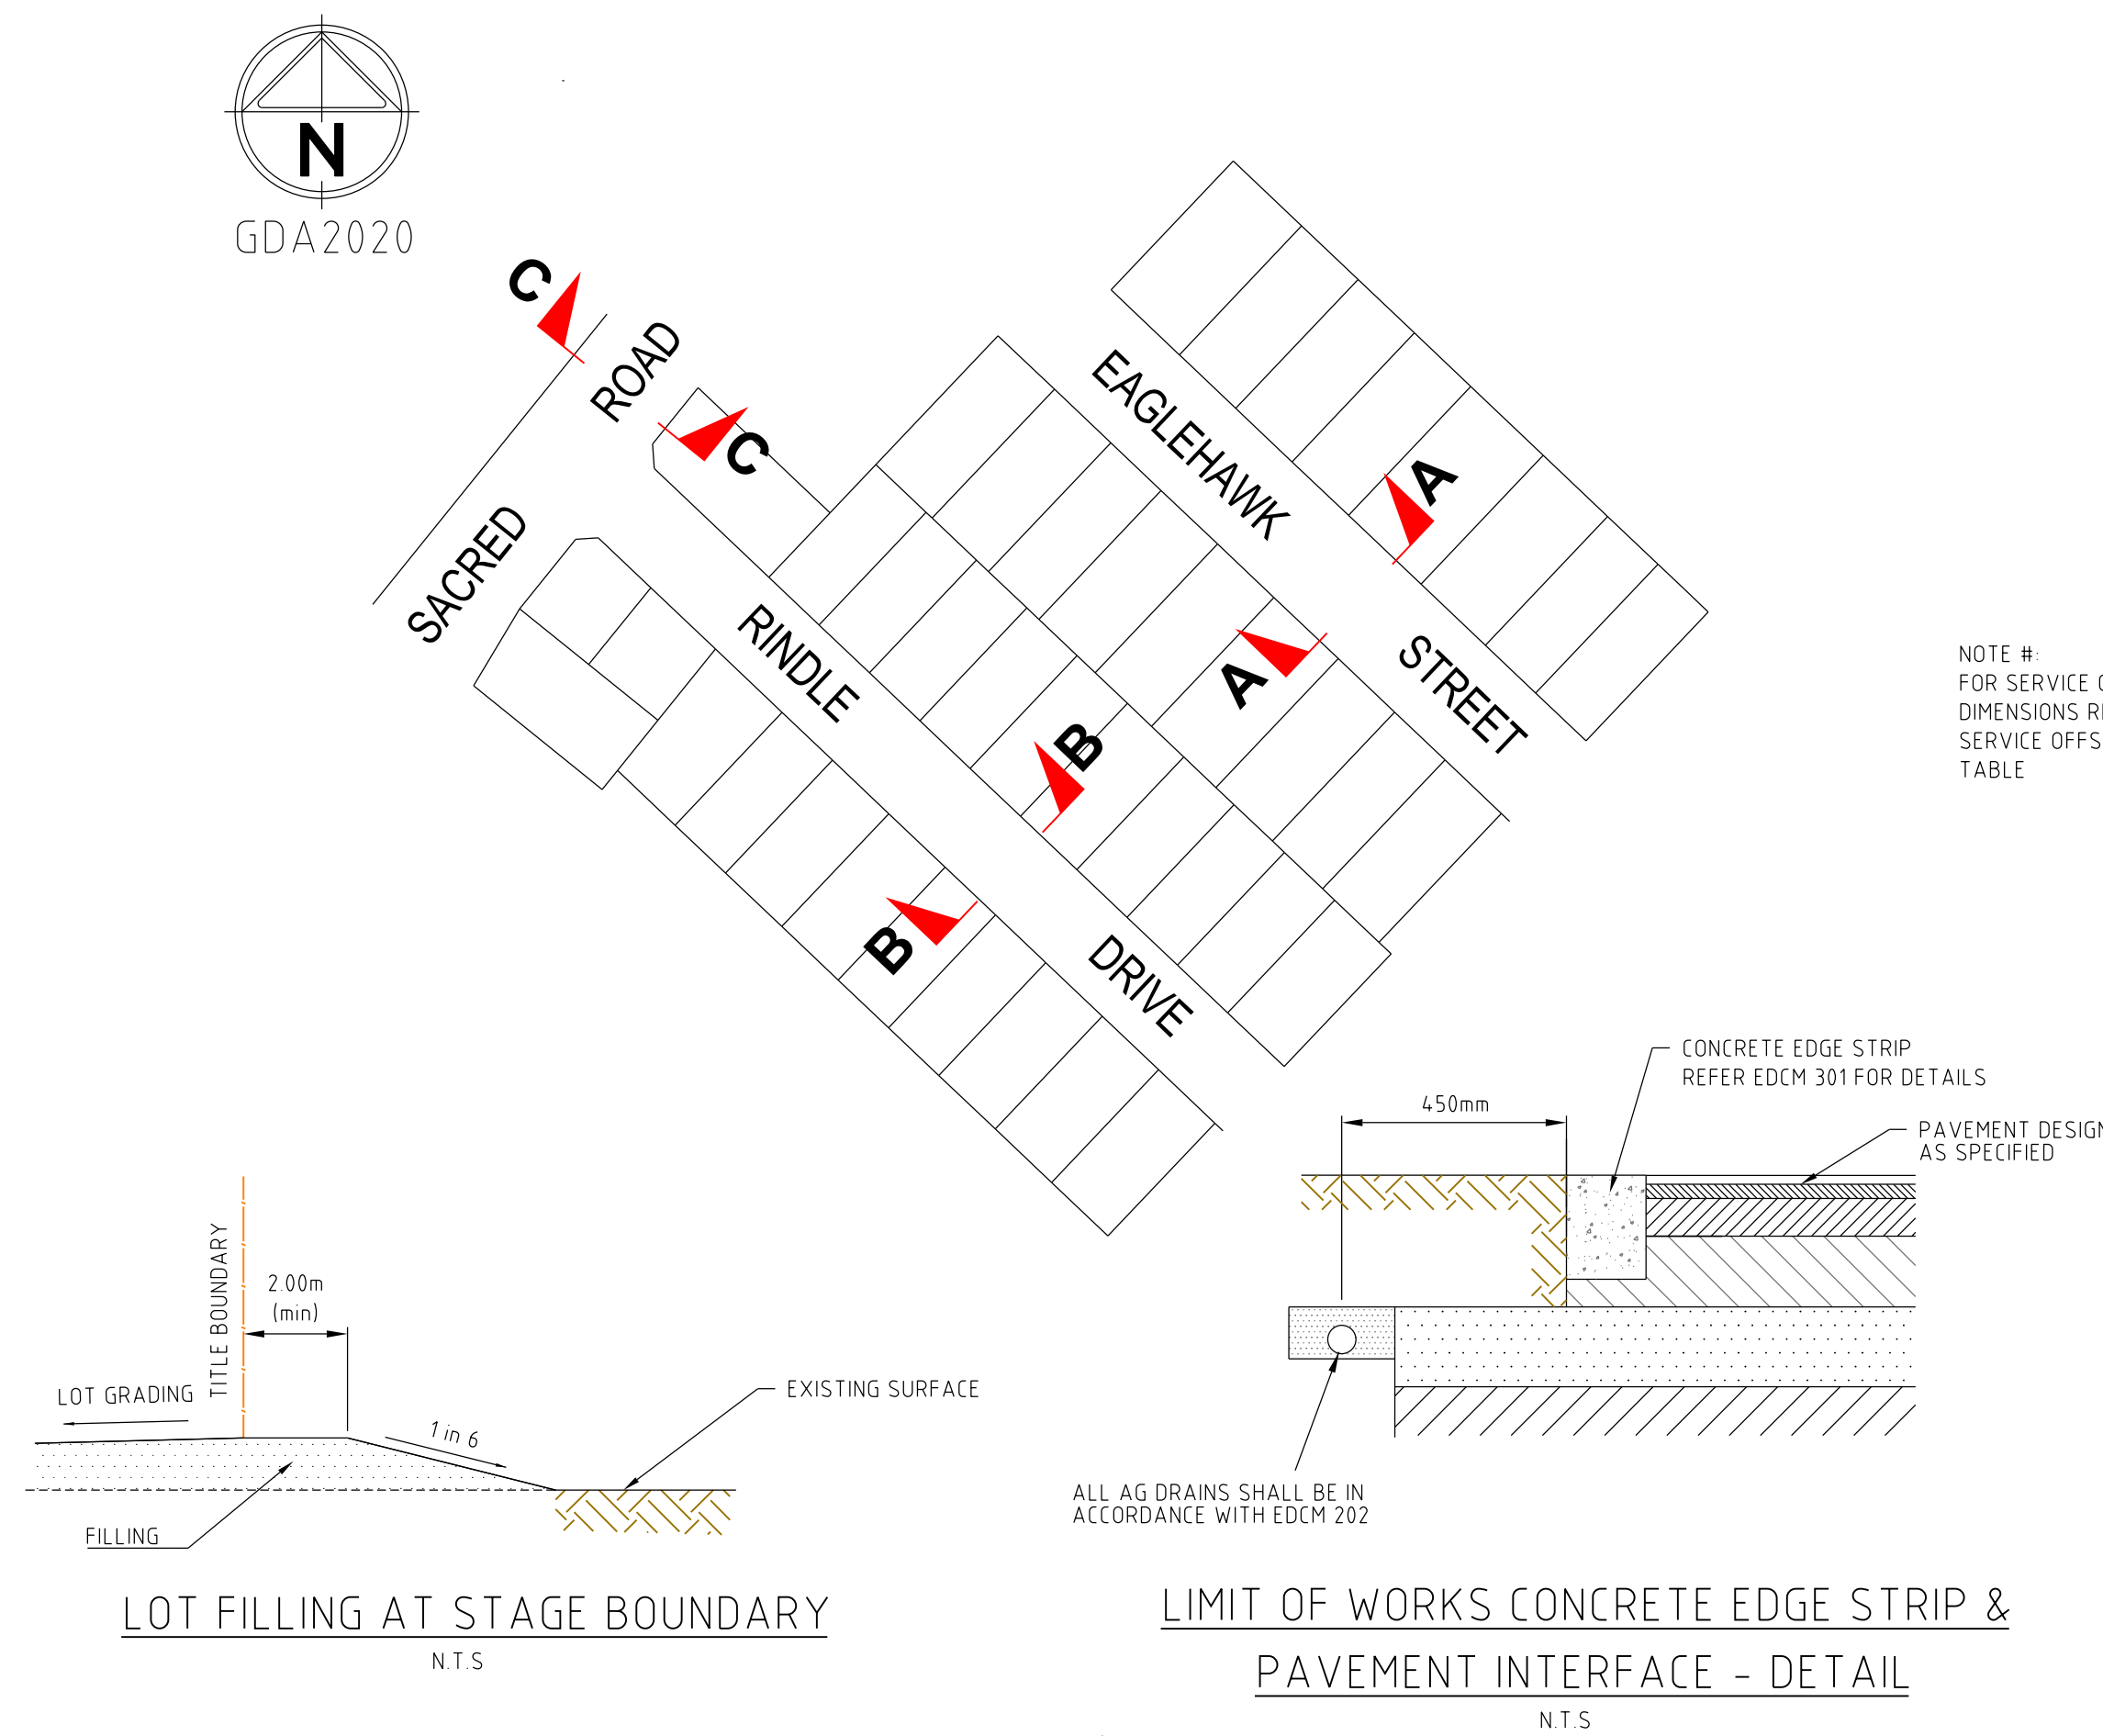 N
GDA2020
C
ROAD
C
SACRED
EAGLEHAWK
A
RINDLE
A
STREET
B
B
DRIVE
NOTE #:
FOR SERVICE
DIMENSIONS
SERVICE
TABLE
TITLE BOUNDARY
2.00m
(min)
LOT GRADING
1 in 6
EXISTING SURFACE
FILLING
LOT FILLING AT STAGE BOUNDARY
N.T.S
CONCRETE EDGE STRIP
REFER EDCM 301 FOR DETAILS
450mm
PAVEMENT DESIGN
AS SPECIFIED
ALL AG DRAINS SHALL BE IN
ACCORDANCE WITH EDCM 202
LIMIT OF WORKS CONCRETE EDGE STRIP &
PAVEMENT INTERFACE - DETAIL
N.T.S